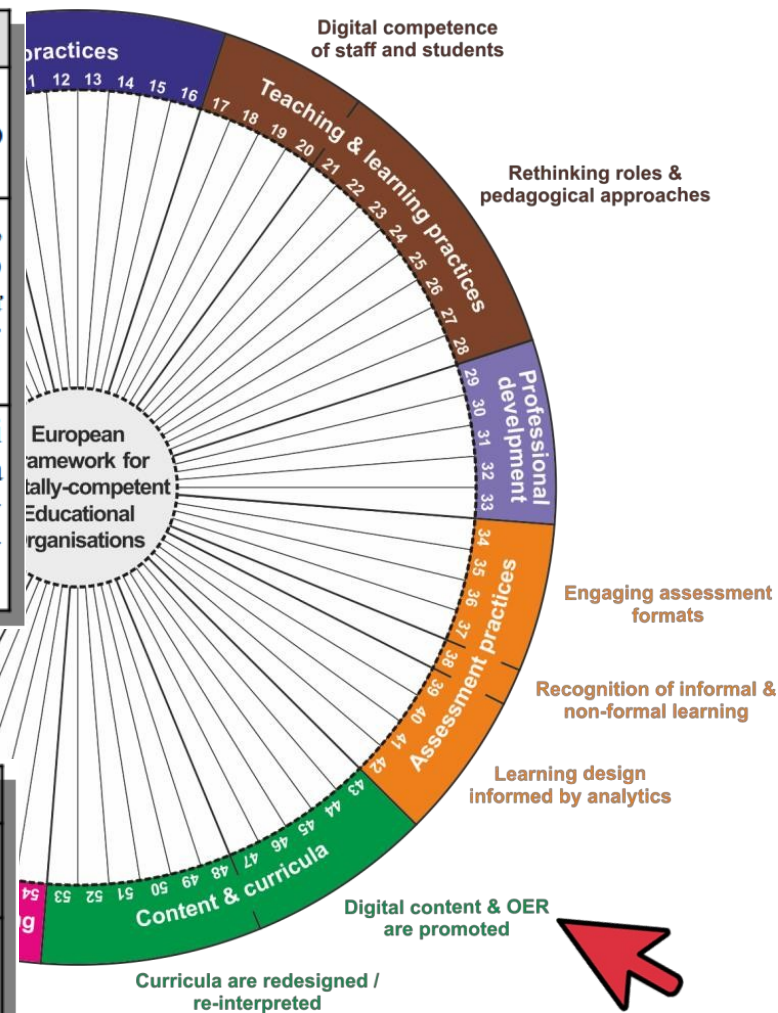 Digital competence
of staff and students
practices
1 12 13 14 15 16 17 18 19 20 21 22 23 24 25 26 27 28
Teaching & learning practices
Rethinking roles &
pedagogical approaches
29 30 31 32 33
Professional
develpment
European
ramework for
tally-competent
Educational
rganisations
34 35 36 37 38 39 40 41 42
Assessment practices
Engaging assessment
formats
Recognition of informal &
non-formal learning
Learning design
informed by analytics
43 44 45 46 47 48 49 50 51 52 53 54
Content & curricula
g
Digital content & OER
are promoted
Curricula are redesigned /
re-interpreted